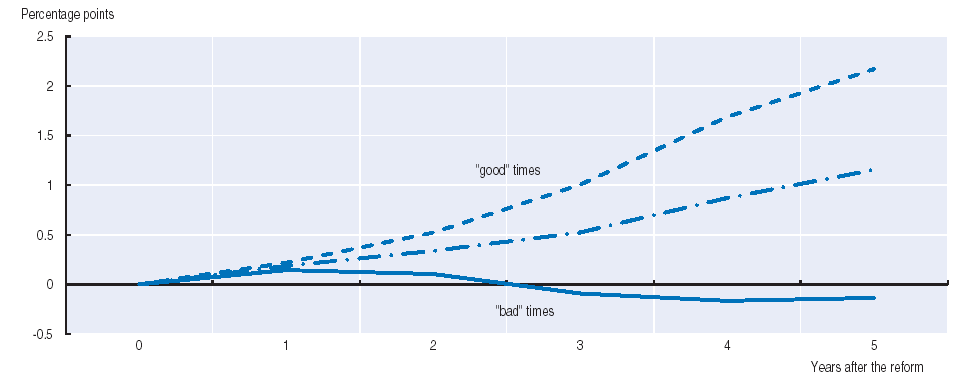 Percentage points
2.5
2
1.5
1
0.5
0
-0.5
"good" times
"bad" times
0 1 2 3 4 5
Years after the reform